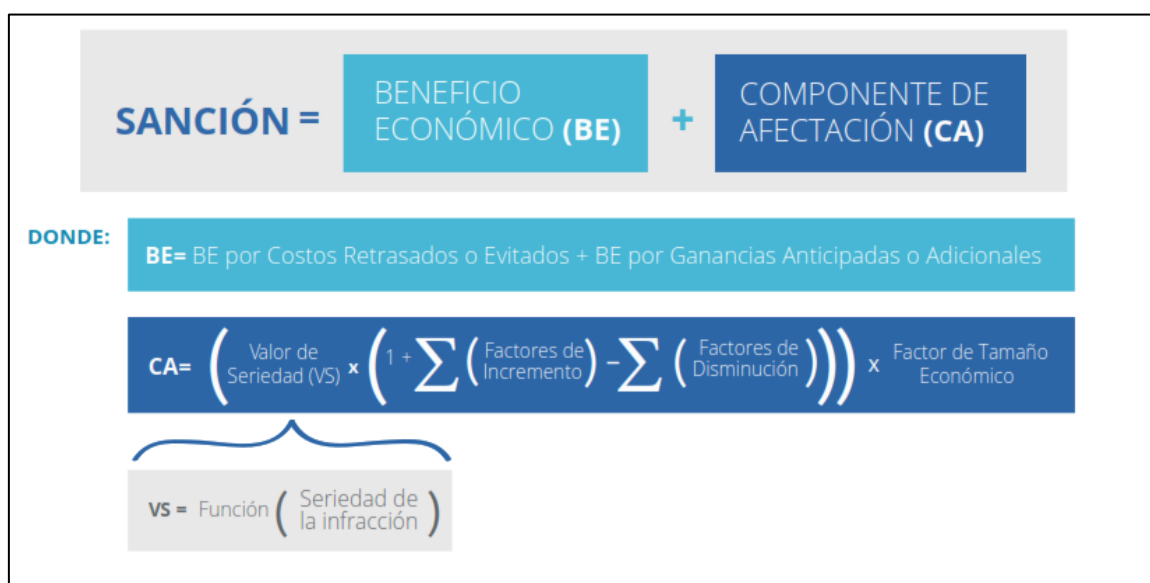 SANCIÓN =
BENEFICIO
ECONÓMICO (BE)
+
COMPONENTE DE
AFECTACIÓN (CA)
DONDE:
BE= BE por Costos Retrasados o Evitados + BE por Ganancias Anticipadas o Adicionales
CA= (Valor de Seriedad (VS) x (1 + ∑ (Factores de Incremento) – ∑ (Factores de Disminución))) x Factor de Tamaño Económico
VS = Función ( Seriedad de la infracción )